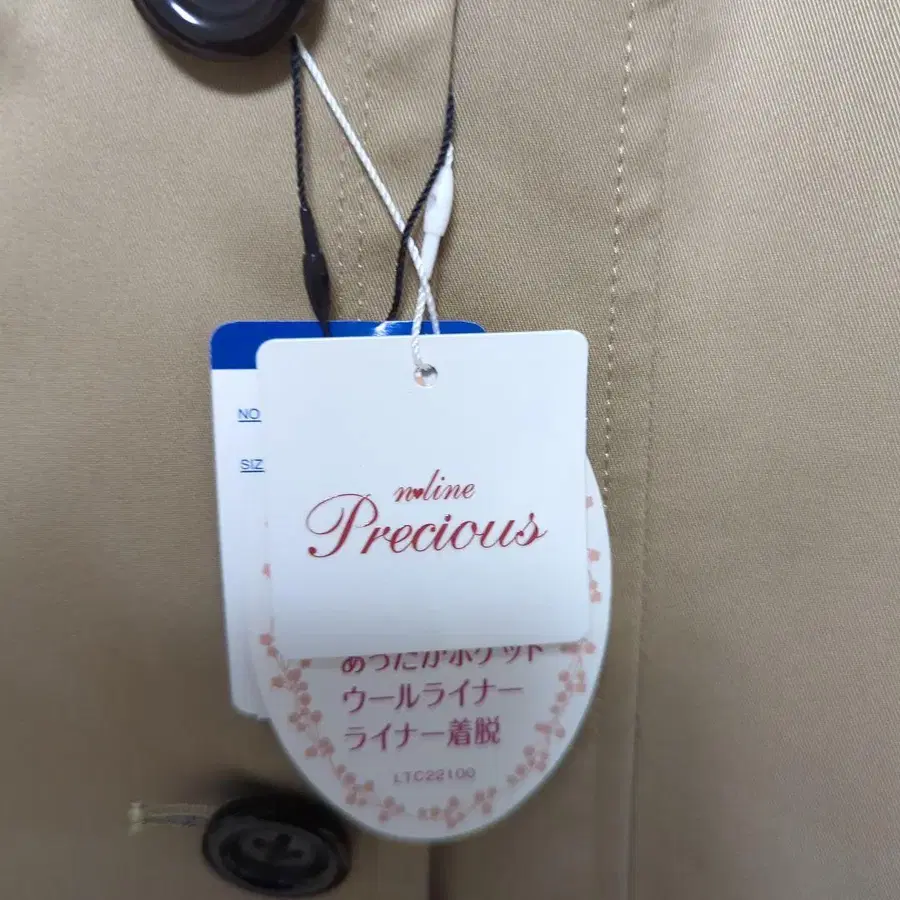 NO
SIZ
n♥line
Precious
あったかポケット
ウールライナー
ライナー着脱
LTC22100